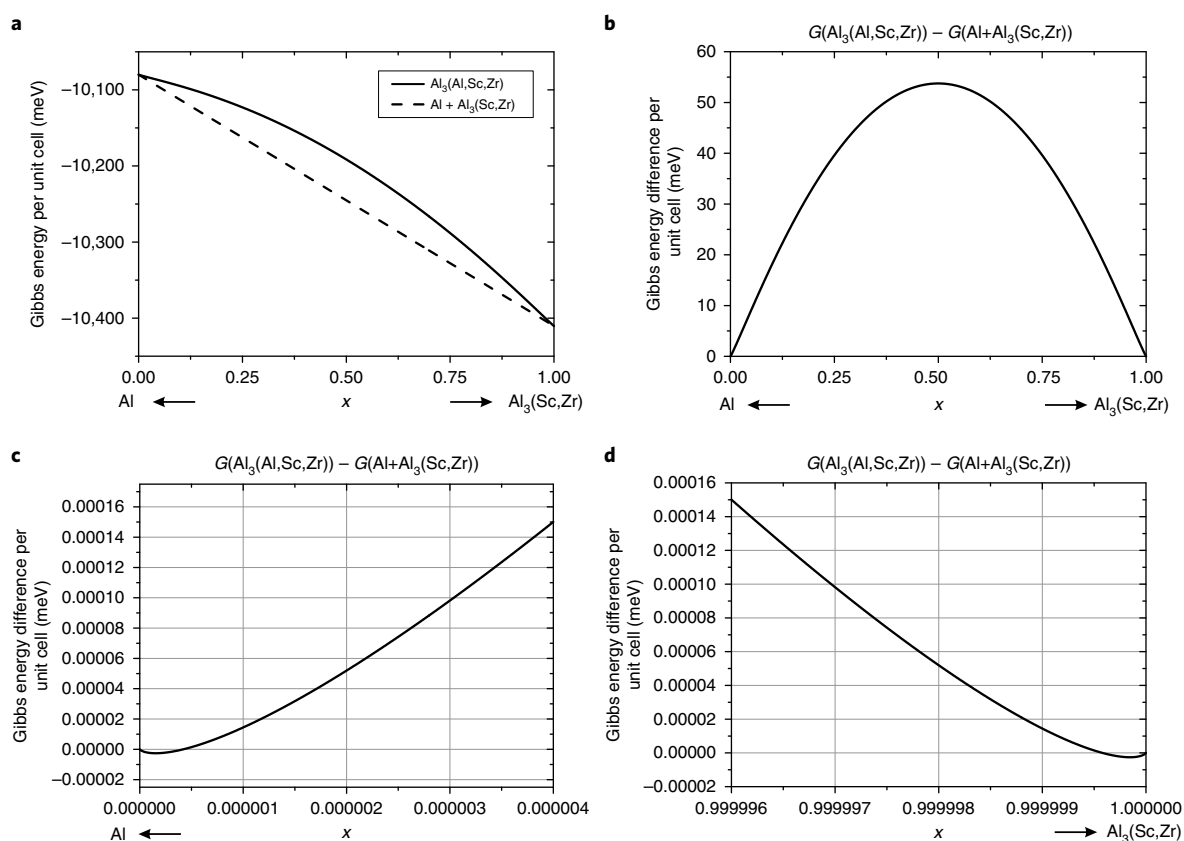 a
Gibbs energy per unit cell (meV)
−10,100
−10,200
−10,300
−10,400
Al₃(Al,Sc,Zr)
Al + Al₃(Sc,Zr)
0.00 0.25 0.50 0.75 1.00
Al x Al₃(Sc,Zr)
b
G(Al₃(Al,Sc,Zr)) − G(Al+Al₃(Sc,Zr))
Gibbs energy difference per
unit cell (meV)
60
50
40
30
20
10
0
0.00 0.25 0.50 0.75 1.00
Al x Al₃(Sc,Zr)
c
G(Al₃(Al,Sc,Zr)) − G(Al+Al₃(Sc,Zr))
Gibbs energy difference per
unit cell (meV)
0.00016
0.00014
0.00012
0.00010
0.00008
0.00006
0.00004
0.00002
0.00000
−0.00002
0.000000 0.000001 0.000002 0.000003 0.000004
Al x
d
G(Al₃(Al,Sc,Zr)) − G(Al+Al₃(Sc,Zr))
Gibbs energy difference per
unit cell (meV)
0.00016
0.00014
0.00012
0.00010
0.00008
0.00006
0.00004
0.00002
0.00000
−0.00002
0.999996 0.999997 0.999998 0.999999 1.000000
x Al₃(Sc,Zr)